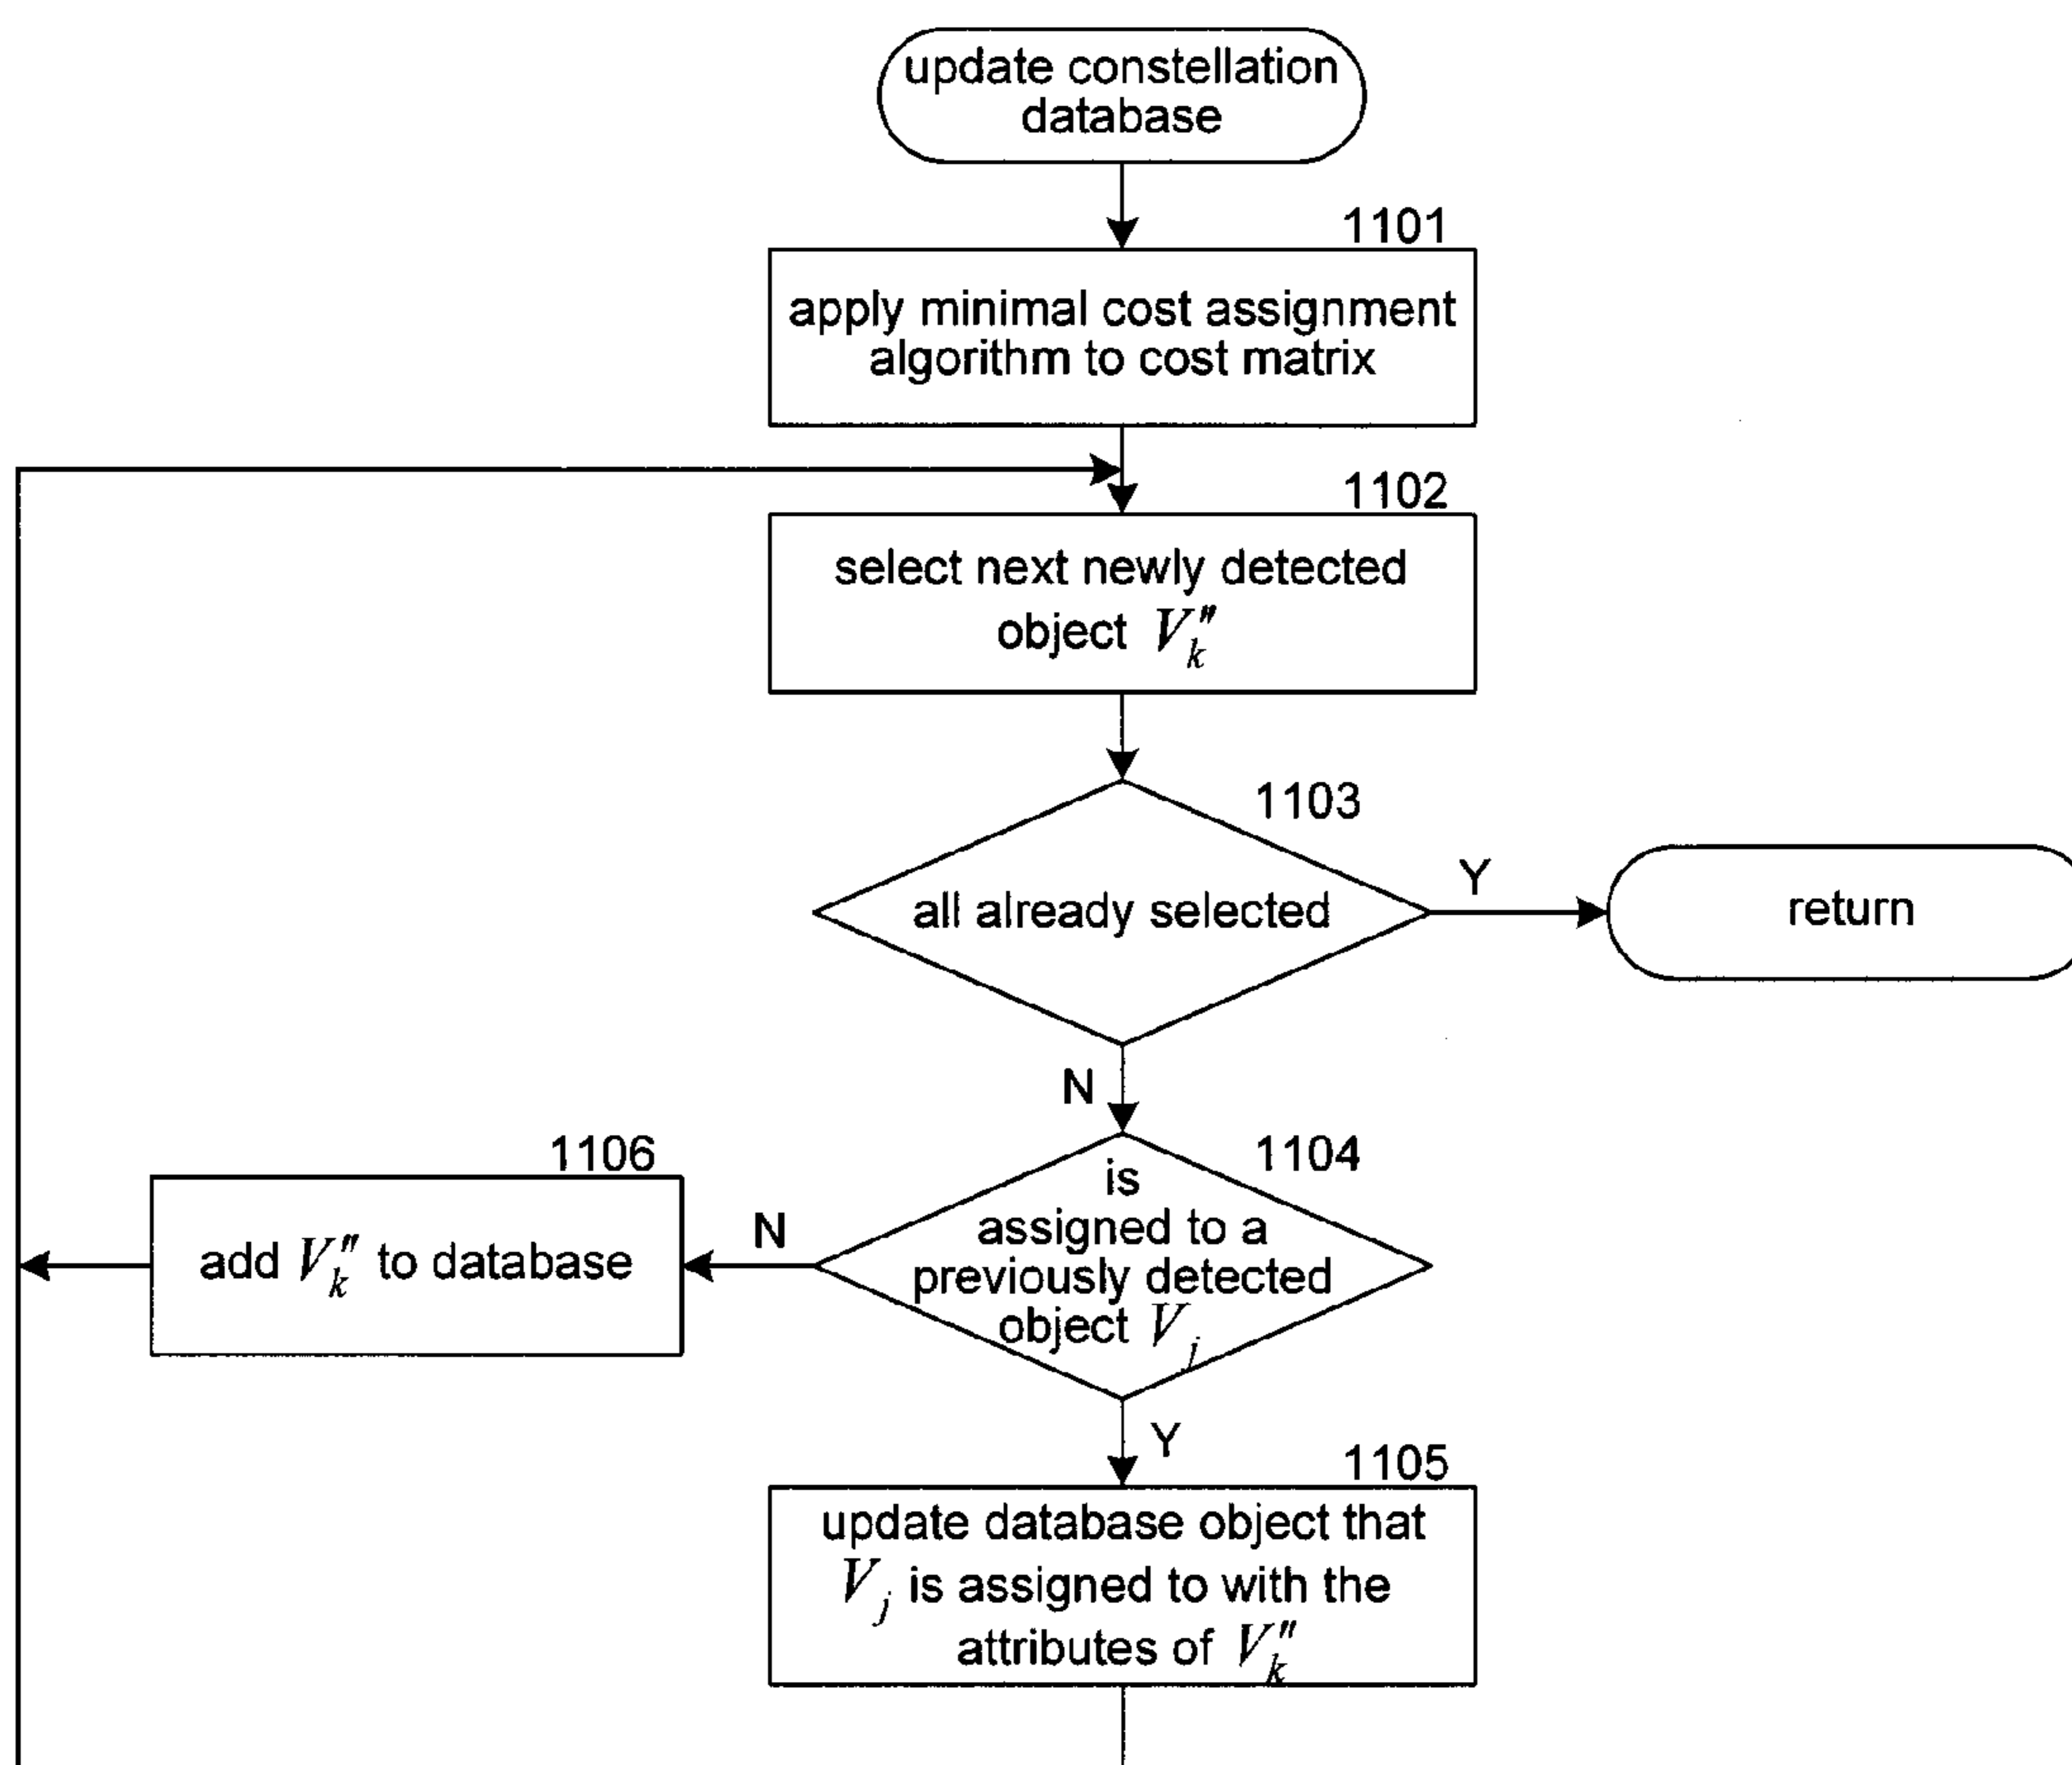 update constellation
database
1101
apply minimal cost assignment
algorithm to cost matrix
1102
select next newly detected
object V″k
1103
all already selected
Y
return
N
1104
is
assigned to a
previously detected
object Vj
N
1106
add V″k to database
Y
1105
update database object that
Vj is assigned to with the
attributes of V″k